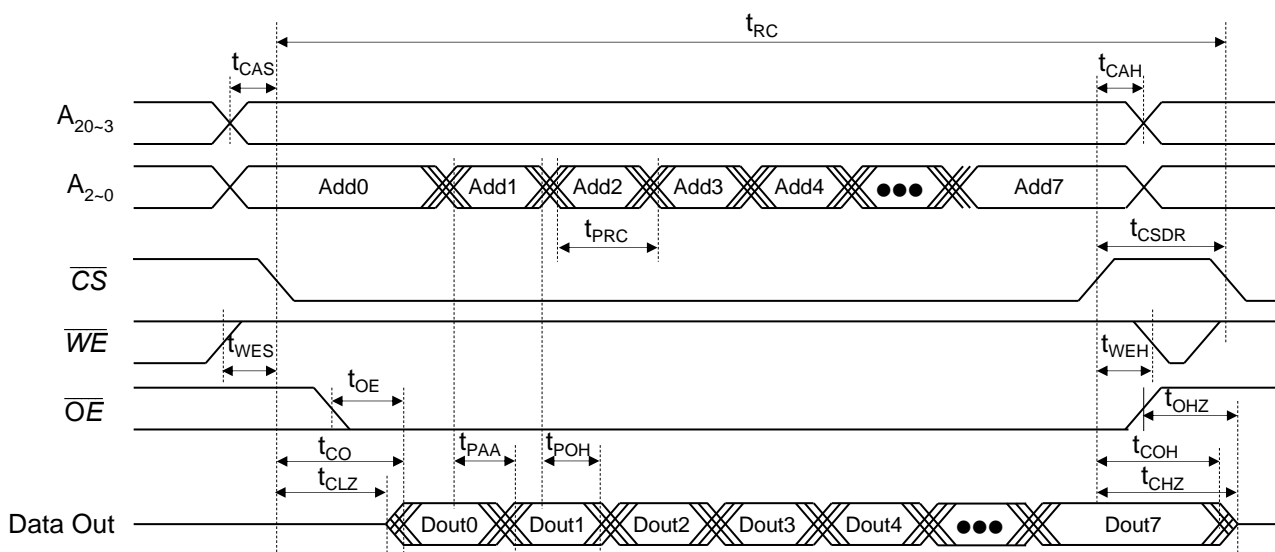 tRC
tCAS
tCAH
A20~3
A2~0
Add0 Add1 Add2 Add3 Add4 ●●● Add7
tPRC
tCSDR
CS
WE
tWES
tWEH
tOE
OE
tOHZ
tCO
tPAA
tPOH
tCOH
tCLZ
tCHZ
Data Out
Dout0 Dout1 Dout2 Dout3 Dout4 ●●● Dout7